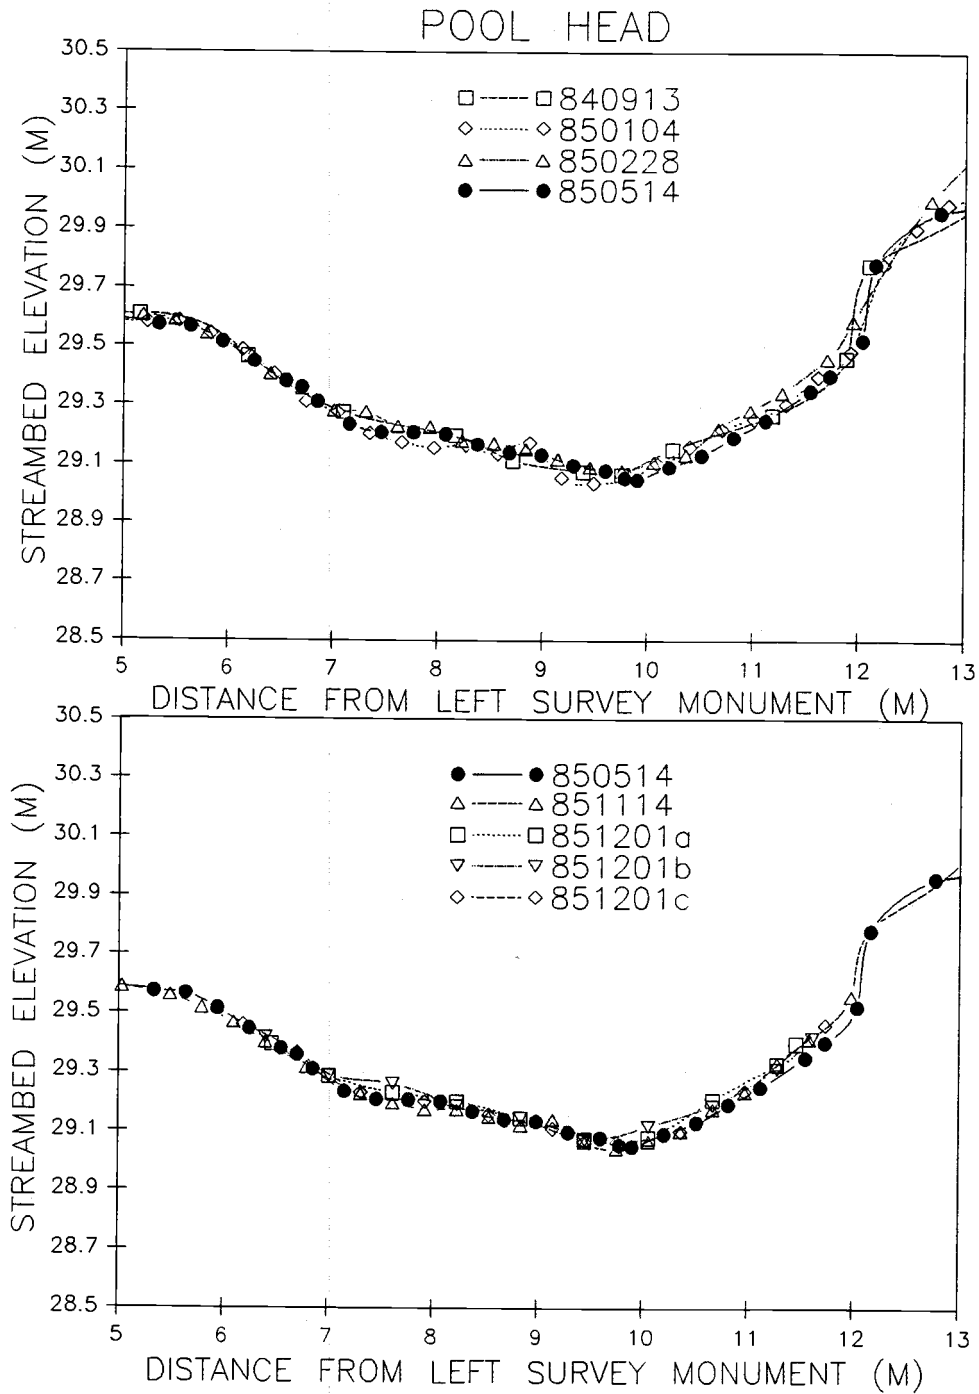 POOL HEAD
30.5
30.3
30.1
29.9
29.7
29.5
29.3
29.1
28.9
28.7
28.5
STREAMBED ELEVATION (M)
840913
850104
850228
850514
5 6 7 8 9 10 11 12 13
DISTANCE FROM LEFT SURVEY MONUMENT (M)
30.5
30.3
30.1
29.9
29.7
29.5
29.3
29.1
28.9
28.7
28.5
STREAMBED ELEVATION (M)
850514
851114
851201a
851201b
851201c
5 6 7 8 9 10 11 12 13
DISTANCE FROM LEFT SURVEY MONUMENT (M)